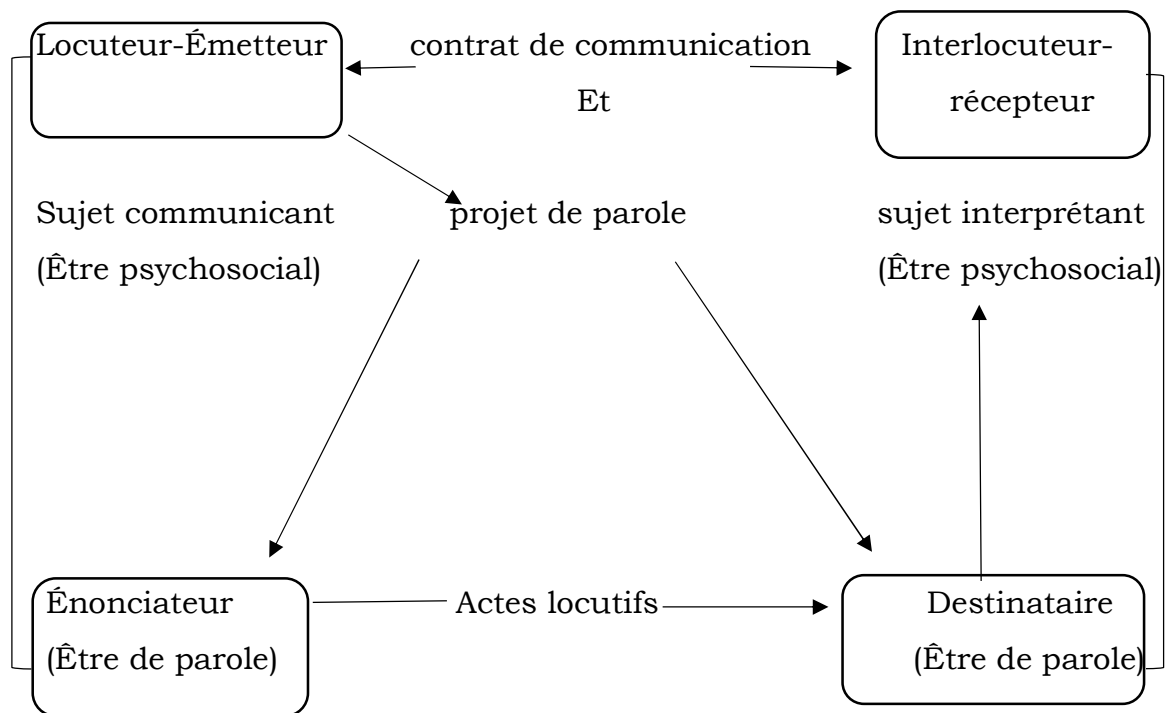 Locuteur-Émetteur
contrat de communication
Interlocuteur-
Et
récepteur
Sujet communicant
projet de parole
sujet interprétant
(Être psychosocial)
(Être psychosocial)
Énonciateur
Actes locutifs
Destinataire
(Être de parole)
(Être de parole)